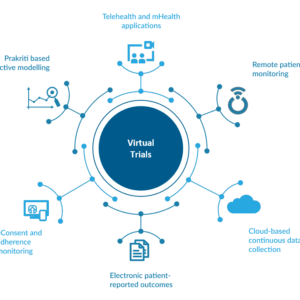 Telehealth and mHealth
applications
Prakriti based
ctive modelling
Remote patien
monitoring
Virtual
Trials
Consent and
dherence
onitoring
Cloud-based
continuous data
collection
Electronic patient-
reported outcomes